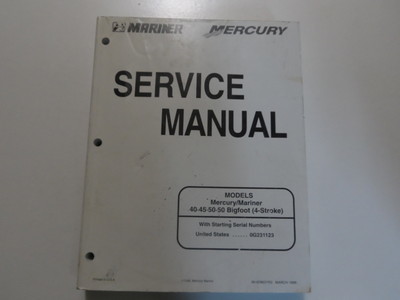 MARINER MERCURY
SERVICE
MANUAL
MODELS
Mercury/Mariner
40-45-50-50 Bigfoot (4-Stroke)
With Starting Serial Numbers
United States .......... 0G231123